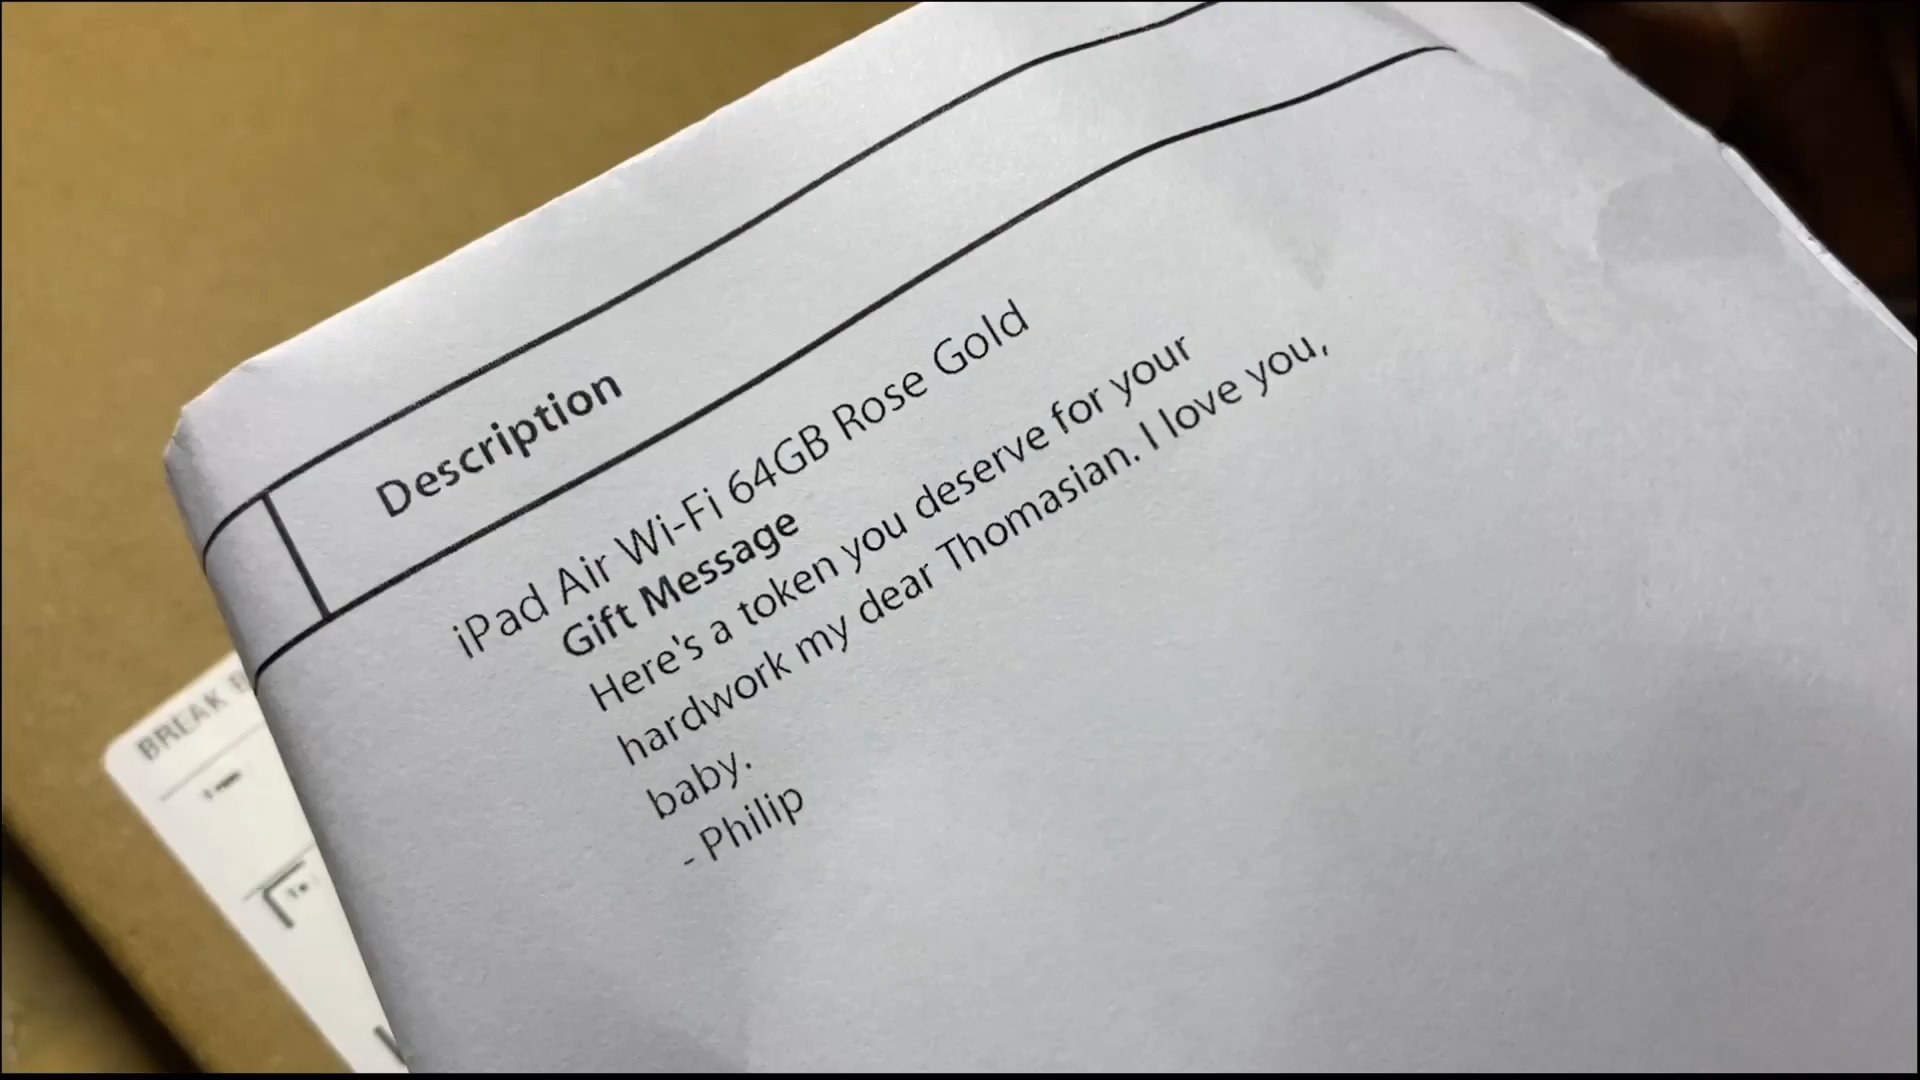 Description
iPad Air Wi-Fi 64GB Rose Gold
Gift Message
Here's a token you deserve for your
hardwork my dear Thomasian. I love you,
baby.
- Philip
BREAK